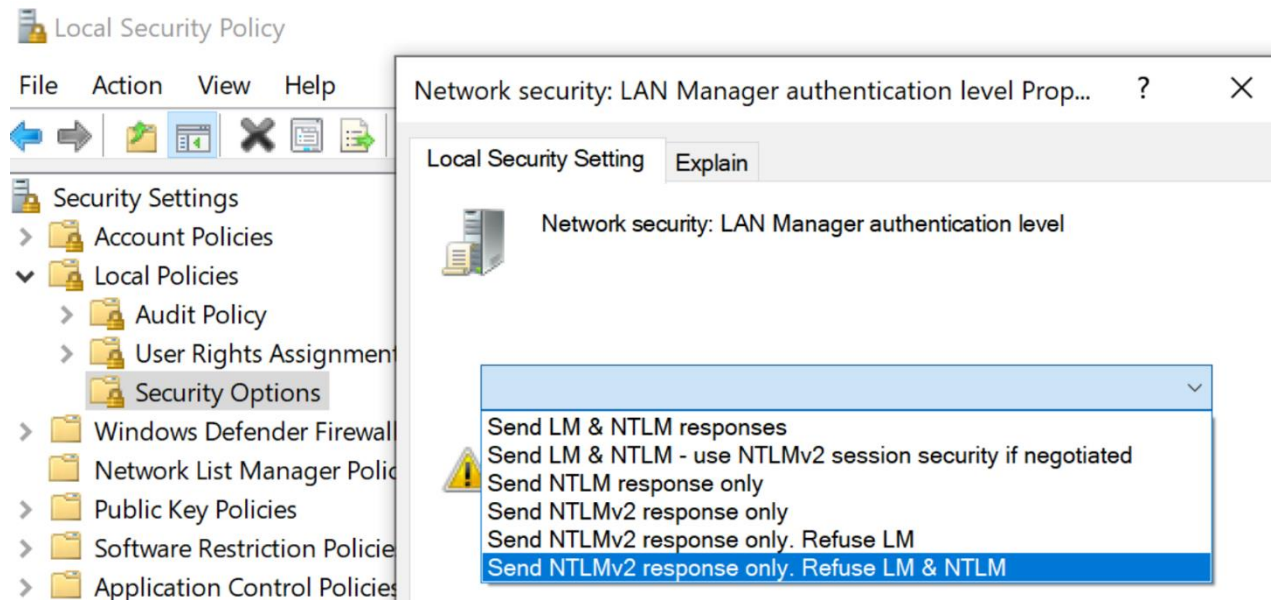 Local Security Policy
File Action View Help
Security Settings
Account Policies
Local Policies
Audit Policy
User Rights Assignment
Security Options
Windows Defender Firewall
Network List Manager Polic
Public Key Policies
Software Restriction Policie
Application Control Policies
Network security: LAN Manager authentication level Prop... ?
Local Security Setting Explain
Network security: LAN Manager authentication level
Send LM & NTLM responses
Send LM & NTLM - use NTLMv2 session security if negotiated
Send NTLM response only
Send NTLMv2 response only
Send NTLMv2 response only. Refuse LM
Send NTLMv2 response only. Refuse LM & NTLM